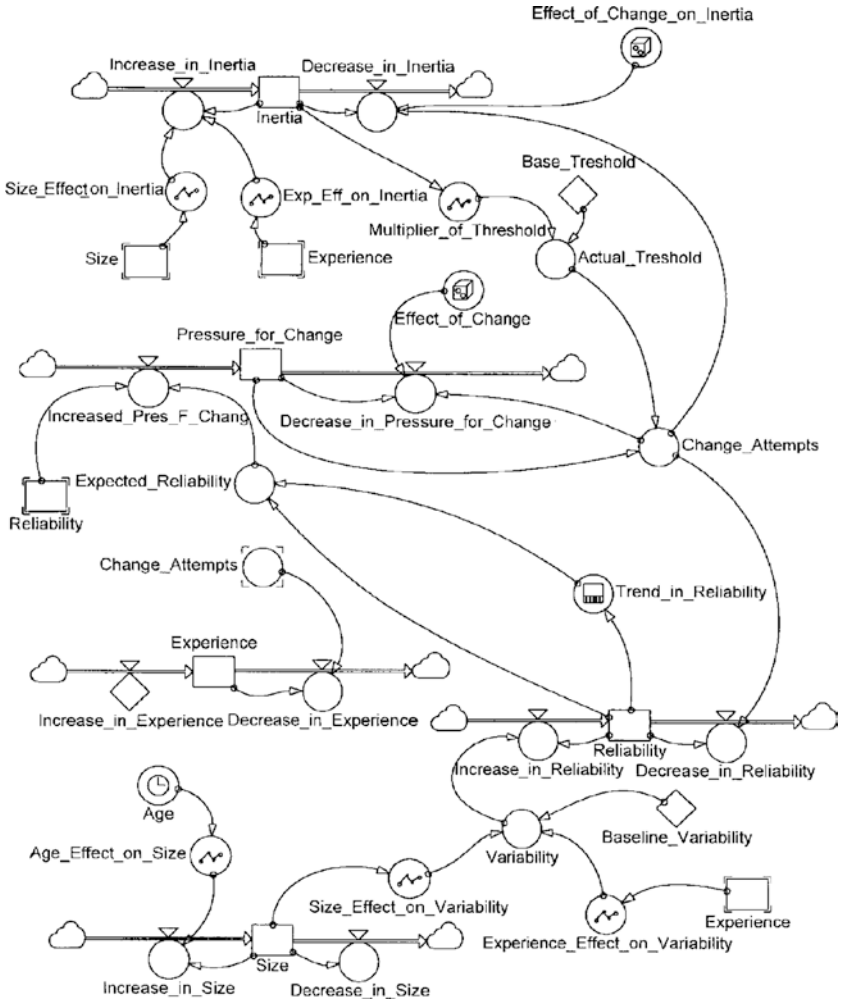 Effect_of_Change_on_Inertia
Increase_in_Inertia
Decrease_in_Inertia
Inertia
Base_Treshold
Size_Effect_on_Inertia
Exp_Eff_on_Inertia
Multiplier_of_Threshold
Size
Experience
Actual_Treshold
Effect_of_Change
Pressure_for_Change
Increased_Pres_F_Chang
Decrease_in_Pressure_for_Change
Change_Attempts
Expected_Reliability
Reliability
Change_Attempts
Trend_in_Reliability
Experience
Increase_in_Experience
Decrease_in_Experience
Reliability
Increase_in_Reliability
Decrease_in_Reliability
Age
Baseline_Variability
Variability
Age_Effect_on_Size
Size_Effect_on_Variability
Experience
Experience_Effect_on_Variability
Size
Increase_in_Size
Decrease_in_Size